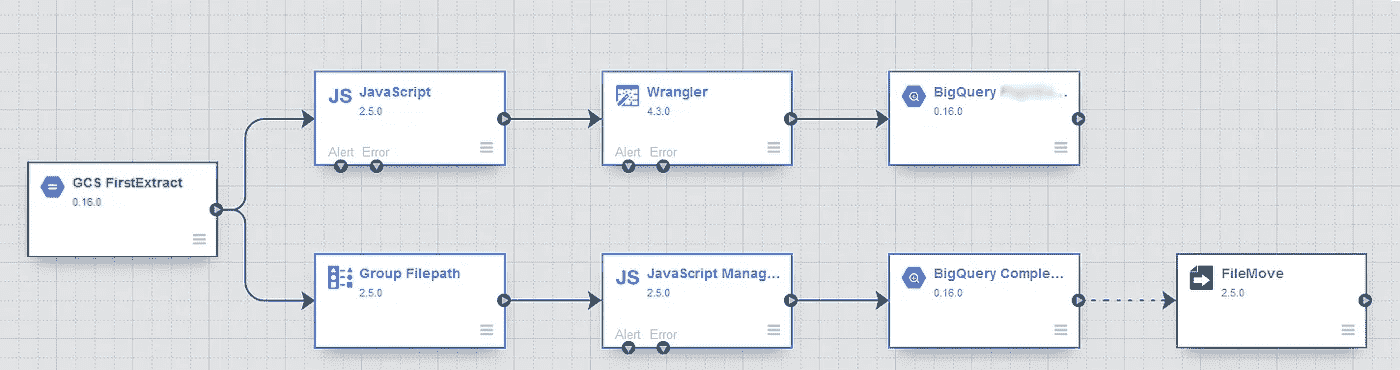 GCS FirstExtract
0.16.0
JS JavaScript
2.5.0
Alert Error
Wrangler
4.3.0
Alert Error
BigQuery
0.16.0
Group Filepath
2.5.0
JS JavaScript Manag...
2.5.0
Alert Error
BigQuery Comple...
0.16.0
FileMove
2.5.0